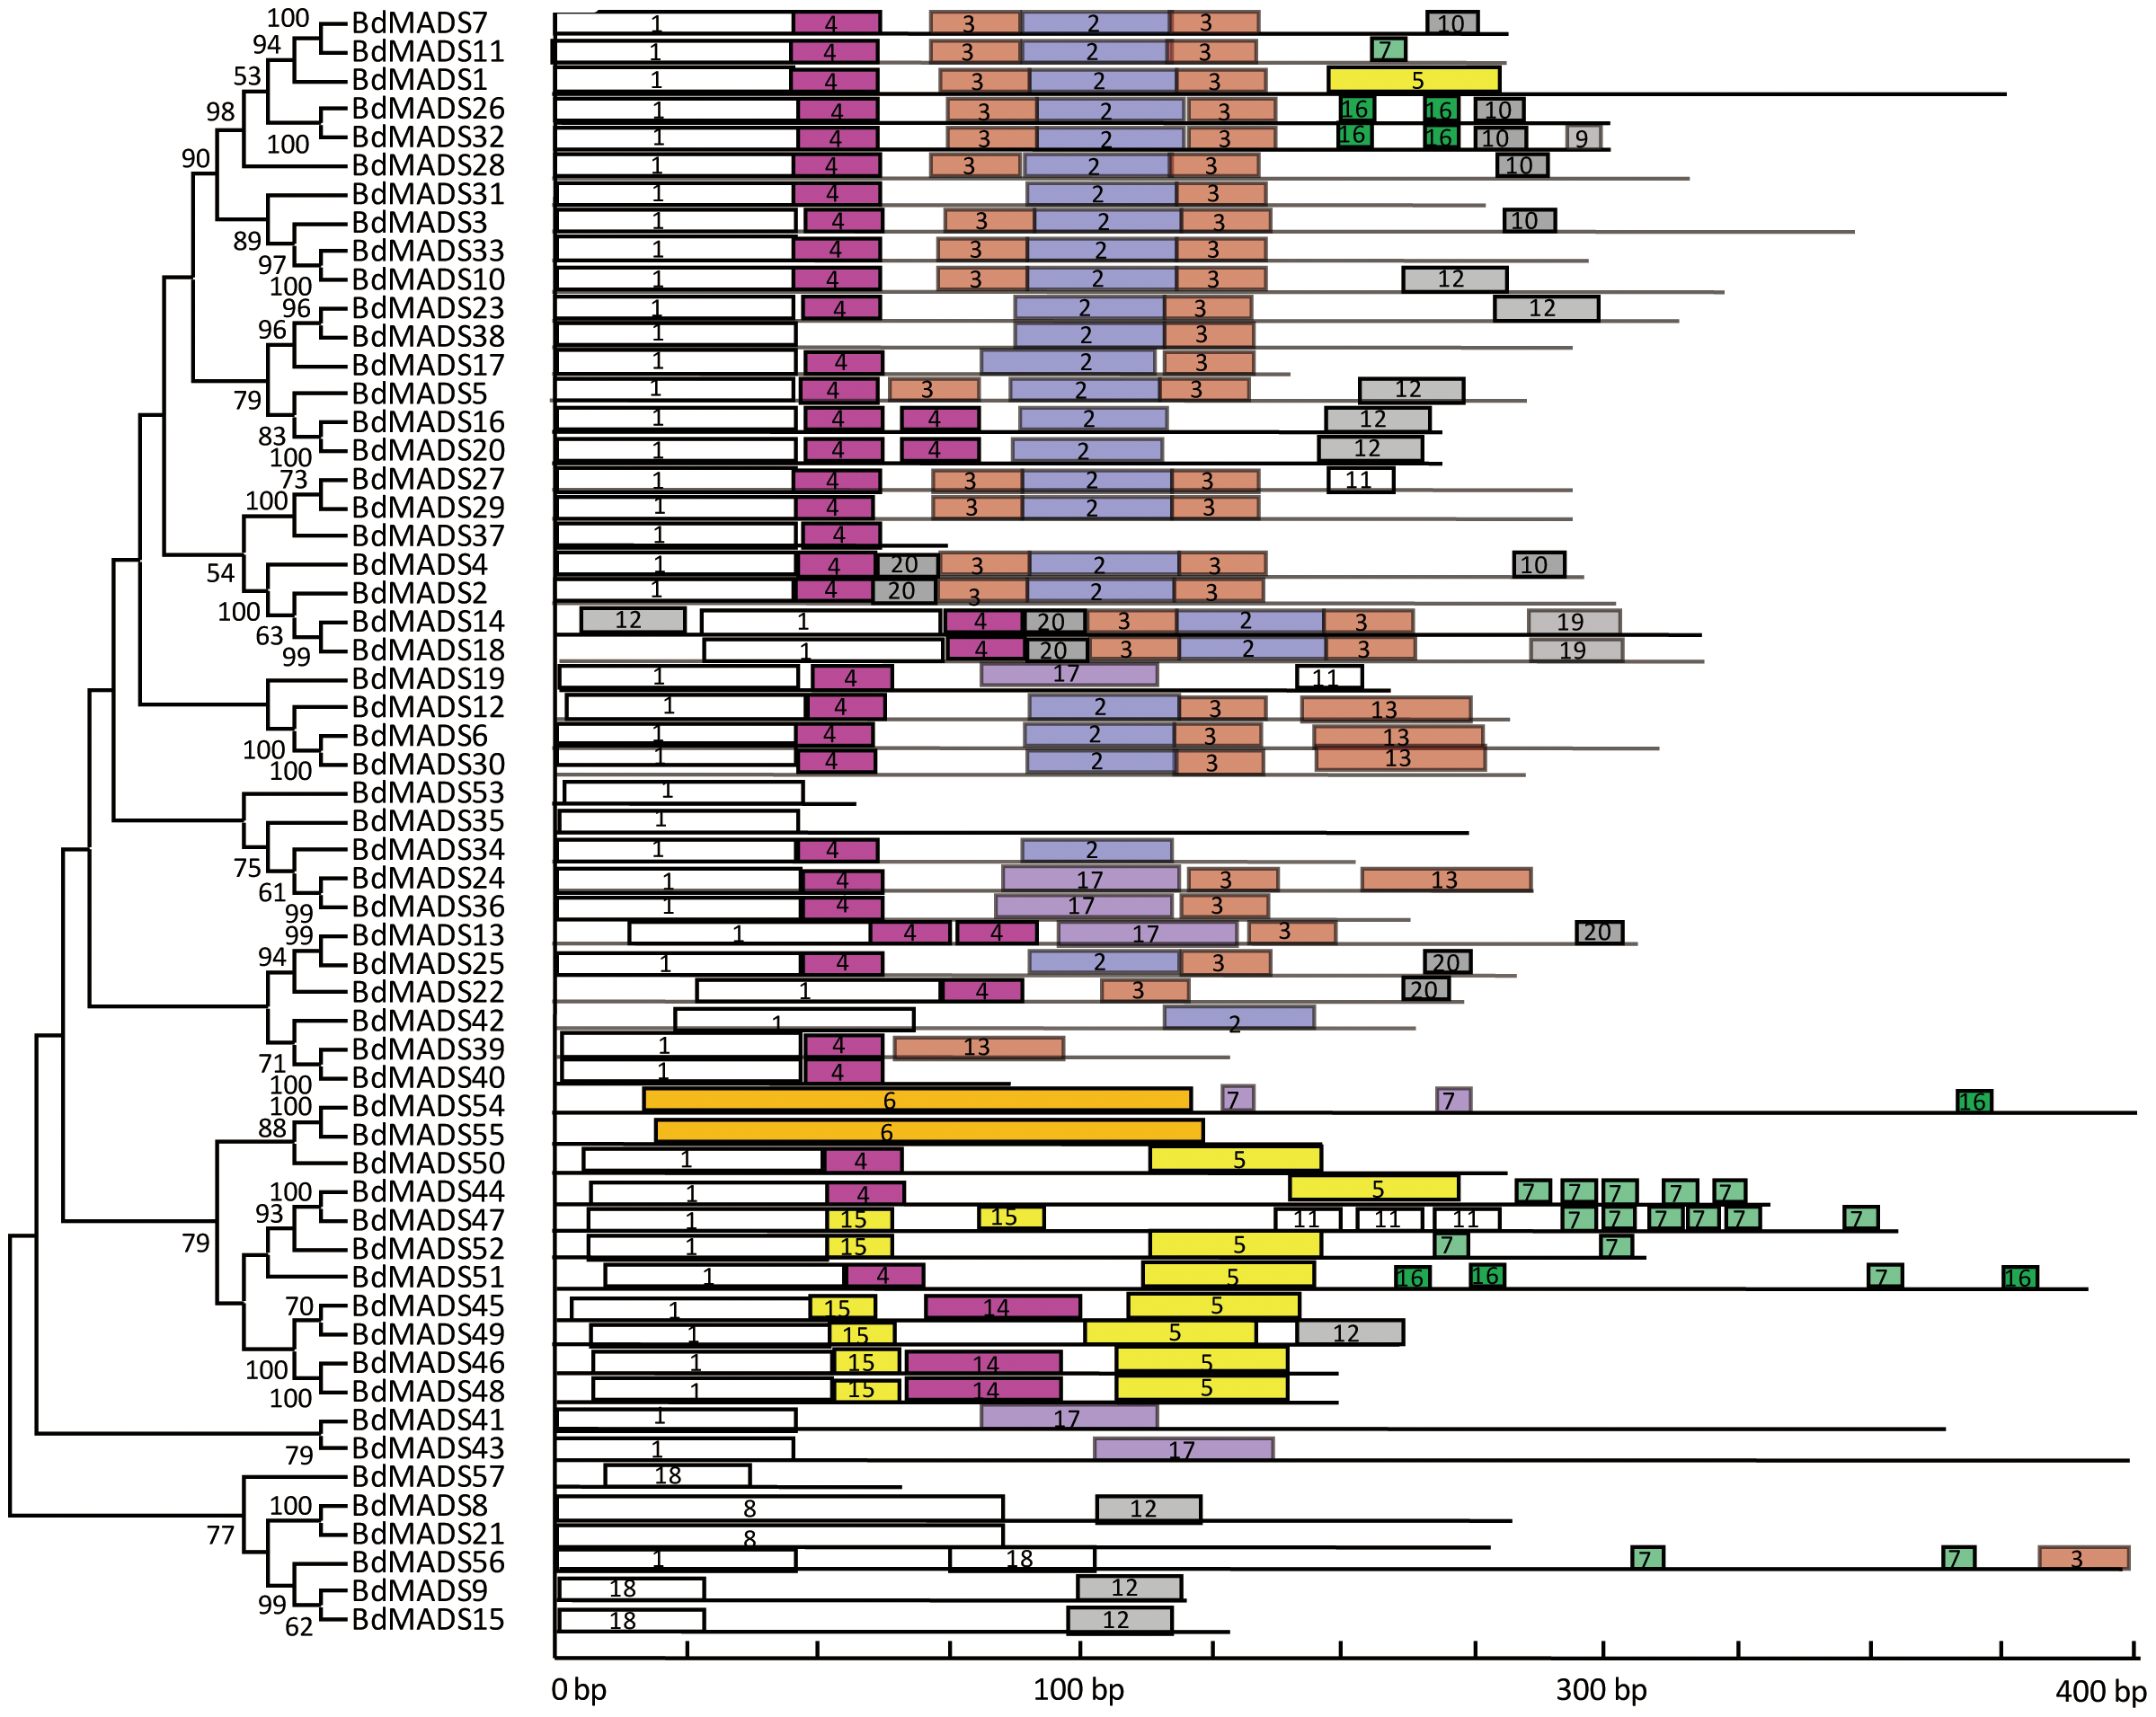 100 BdMADS7 1 4 3 2 3 10
94 BdMADS11 1 4 3 2 3 7
53 BdMADS1 1 4 3 2 3 5
98 BdMADS26 1 4 3 2 3 16 16 10
100 BdMADS32 1 4 3 2 3 16 16 10 9
90 BdMADS28 1 4 3 2 3 10
BdMADS31 1 4 2 3
BdMADS3 1 4 3 2 3 10
89 BdMADS33 1 4 3 2 3
97 100 BdMADS10 1 4 3 2 3 12
96 BdMADS23 1 4 2 3 12
96 BdMADS38 1 2 3
BdMADS17 1 4 2 3
79 BdMADS5 1 4 3 2 3 12
BdMADS16 1 4 4 2 12
83 100 BdMADS20 1 4 4 2 12
73 BdMADS27 1 4 3 2 3 11
100 BdMADS29 1 4 3 2 3
BdMADS37 1 4
54 BdMADS4 1 4 20 3 2 3 10
BdMADS2 1 4 20 3 2 3
100 BdMADS14 12 1 4 20 3 2 3 19
63 99 BdMADS18 1 4 20 3 2 3 19
BdMADS19 1 4 17 11
BdMADS12 1 4 2 3 13
100 BdMADS6 1 4 2 3 13
100 BdMADS30 1 4 2 3 13
BdMADS53 1
BdMADS35 1
75 BdMADS34 1 4 2
61 BdMADS24 1 4 17 3 13
99 BdMADS36 1 4 17 3
99 BdMADS13 1 4 4 17 3 20
94 BdMADS25 1 4 2 3 20
BdMADS22 1 4 3 20
BdMADS42 1 2
71 BdMADS39 1 4 13
100 BdMADS40 1 4
100 BdMADS54 6 7 7 16
88 BdMADS55 6
BdMADS50 1 4 5
100 BdMADS44 1 4 5 7 7 7 7 7
93 BdMADS47 1 15 15 11 11 11 7 7 7 7 7 7
79 BdMADS52 1 15 5 7 7
BdMADS51 1 4 5 16 16 7 16
70 BdMADS45 1 15 14 5
BdMADS49 1 15 5 12
100 BdMADS46 1 15 14 5
100 BdMADS48 1 15 14 5
BdMADS41 1 17
79 BdMADS43 1 17
BdMADS57 18
100 BdMADS8 8 12
77 BdMADS21 8
BdMADS56 1 18 7 7 3
99 BdMADS9 18 12
62 BdMADS15 18 12
0 bp 100 bp 300 bp 400 bp